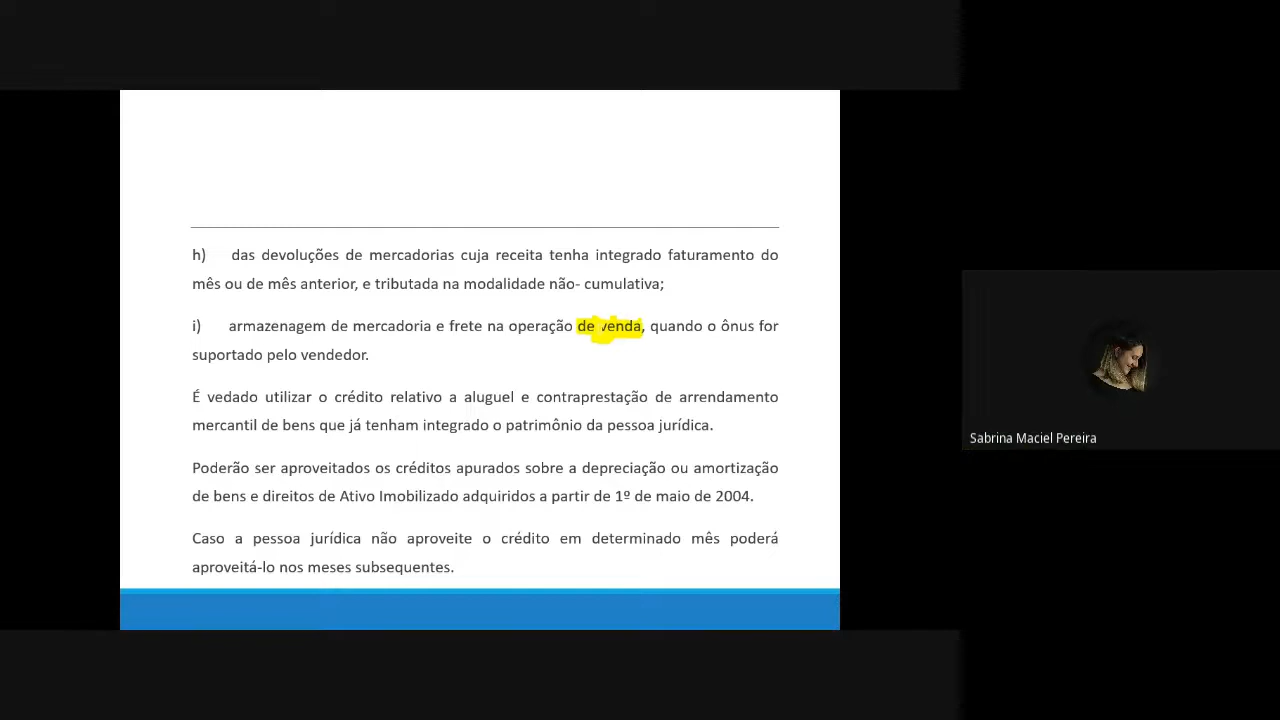 h) das devoluções de mercadorias cuja receita tenha integrado faturamento do
mês ou de mês anterior, e tributada na modalidade não- cumulativa;
i) armazenagem de mercadoria e frete na operação de venda, quando o ônus for
suportado pelo vendedor.
É vedado utilizar o crédito relativo a aluguel e contraprestação de arrendamento
mercantil de bens que já tenham integrado o patrimônio da pessoa jurídica.
Poderão ser aproveitados os créditos apurados sobre a depreciação ou amortização
de bens e direitos de Ativo Imobilizado adquiridos a partir de 1º de maio de 2004.
Caso a pessoa jurídica não aproveite o crédito em determinado mês poderá
aproveitá-lo nos meses subsequentes.
Sabrina Maciel Pereira